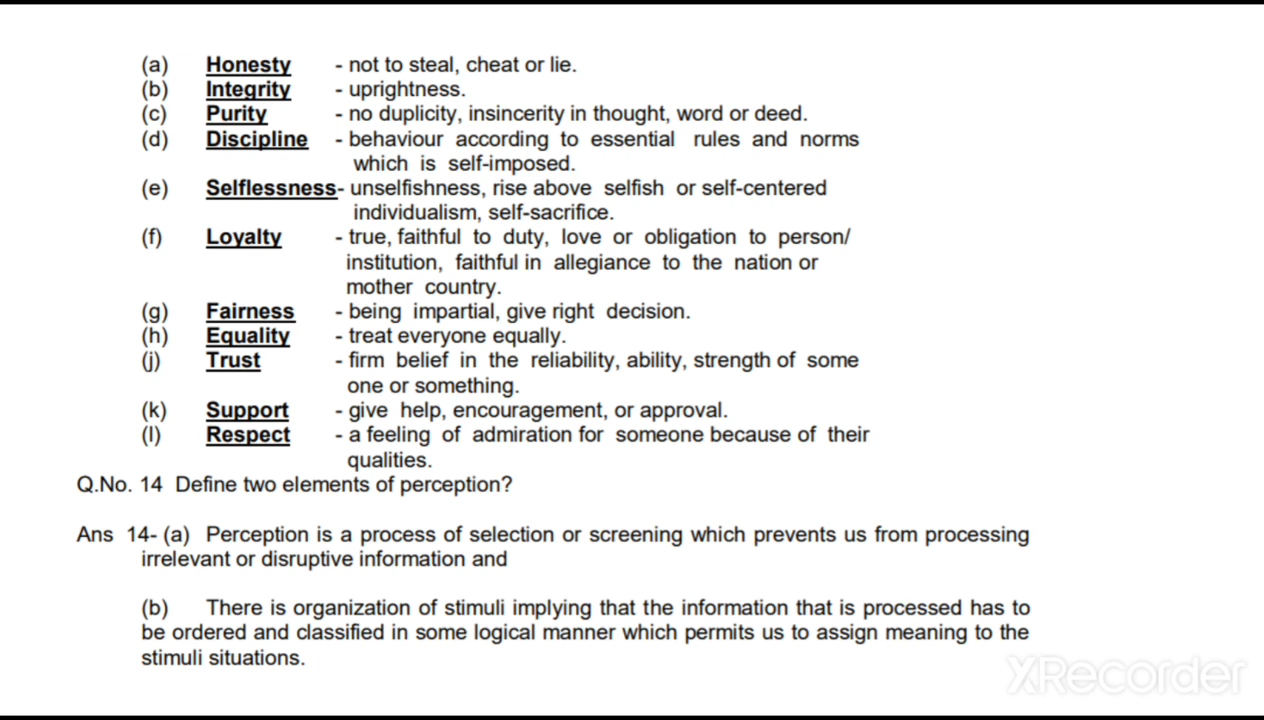 (a) Honesty - not to steal, cheat or lie.
(b) Integrity - uprightness.
(c) Purity - no duplicity, insincerity in thought, word or deed.
(d) Discipline - behaviour according to essential rules and norms
which is self-imposed.
(e) Selflessness- unselfishness, rise above selfish or self-centered
individualism, self-sacrifice.
(f) Loyalty - true, faithful to duty, love or obligation to person/
institution, faithful in allegiance to the nation or
mother country.
(g) Fairness - being impartial, give right decision.
(h) Equality - treat everyone equally.
(j) Trust - firm belief in the reliability, ability, strength of some
one or something.
(k) Support - give help, encouragement, or approval.
(l) Respect - a feeling of admiration for someone because of their
qualities.
Q.No. 14 Define two elements of perception?
Ans 14- (a) Perception is a process of selection or screening which prevents us from processing
irrelevant or disruptive information and
(b) There is organization of stimuli implying that the information that is processed has to
be ordered and classified in some logical manner which permits us to assign meaning to the
stimuli situations.
XRecorder